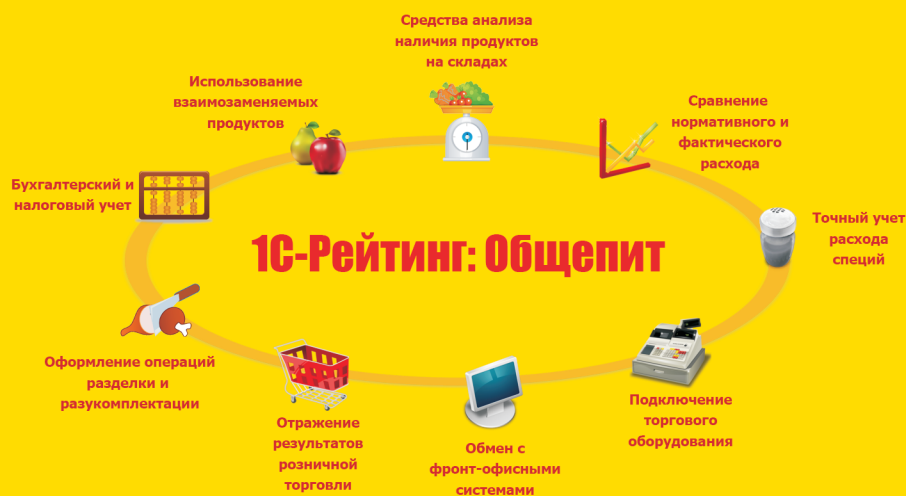 Средства анализа
наличия продуктов
на складах
Использование
взаимозаменяемых
продуктов
Сравнение
нормативного и
фактического
расхода
Бухгалтерский и
налоговый учет
Точный учет
расхода
специй
1С-Рейтинг: Общепит
Оформление операций
разделки и
разукомплектации
Отражение
результатов
розничной
торговли
Обмен с
фронт-офисными
системами
Подключение
торгового
оборудования